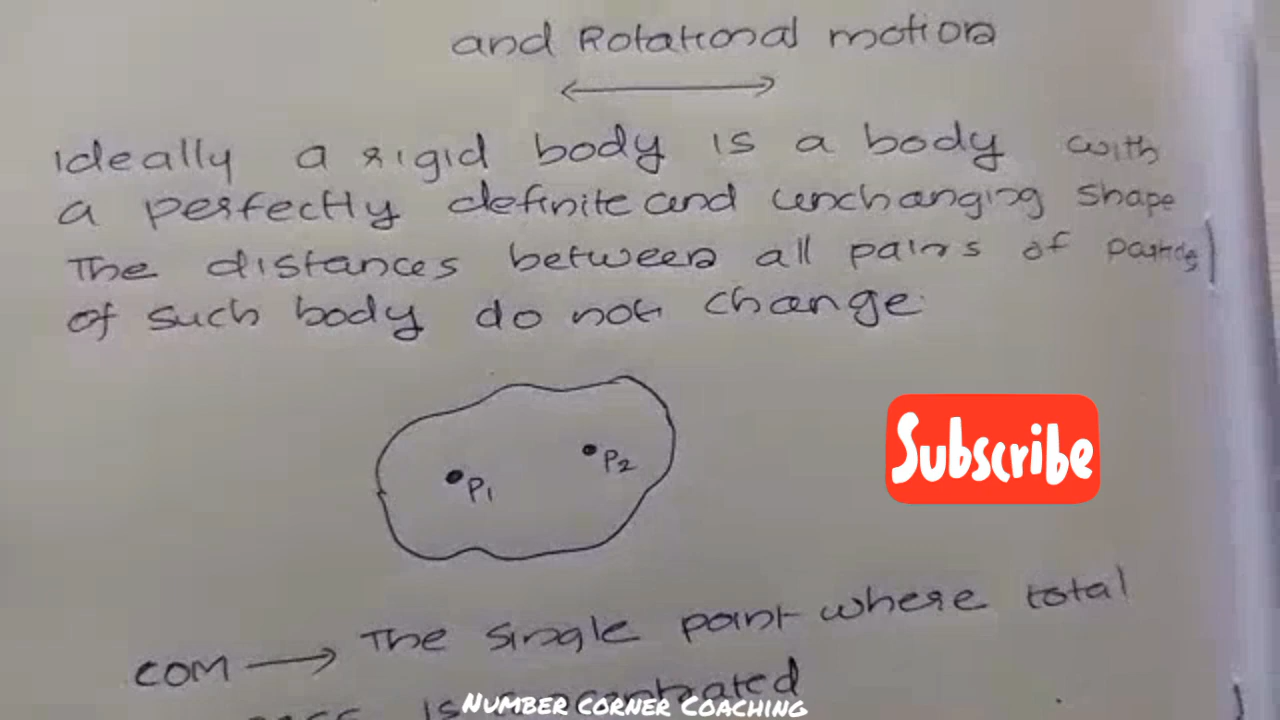 and Rotational motion
ideally a rigid body is a body with
a perfectly definite and unchanging shape
The distances between all pairs of particles
of such body do not change.
P2
P1
Subscribe
COM → The single point where total
is concentrated
NUMBER CORNER COACHING